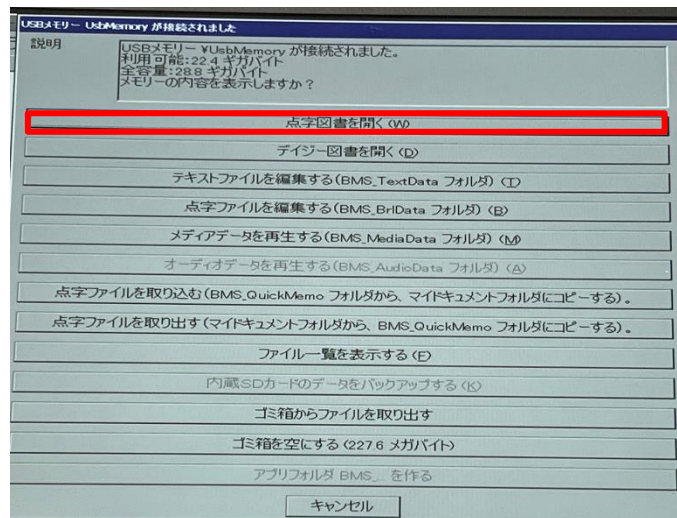 USBメモリー UsbMemory が接続されました
説明
USBメモリー ¥UsbMemory が接続されました。
利用可能:22.4 ギガバイト
全容量:28.8 ギガバイト
メモリーの内容を表示しますか？
点字図書を開く(W)
デイジー図書を開く(D)
テキストファイルを編集する(BMS_TextData フォルダ) (T)
点字ファイルを編集する(BMS_BrlData フォルダ) (B)
メディアデータを再生する(BMS_MediaData フォルダ) (M)
オーディオデータを再生する(BMS_AudioData フォルダ) (A)
点字ファイルを取り込む(BMS_QuickMemo フォルダから、マイドキュメントフォルダにコピーする)。
点字ファイルを取り出す(マイドキュメントフォルダから、BMS_QuickMemo フォルダにコピーする)。
ファイル一覧を表示する(F)
内蔵SDカードのデータをバックアップする(K)
ゴミ箱からファイルを取り出す
ゴミ箱を空にする(227.6 メガバイト)
アプリフォルダ BMS_... を作る
キャンセル